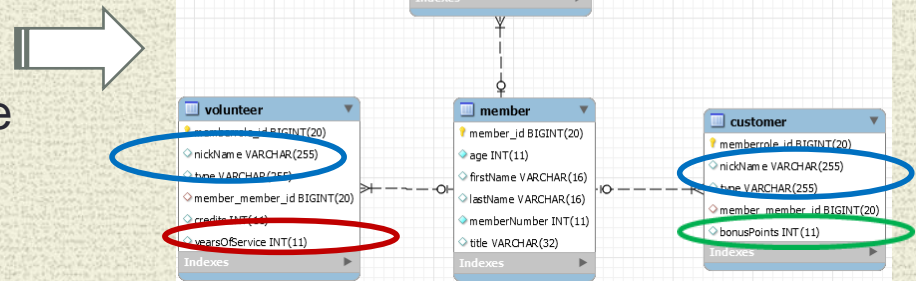 Indexes
e
volunteer
memberrole_id BIGINT(20)
nickName VARCHAR(255)
type VARCHAR(255)
member_member_id BIGINT(20)
credits INT(11)
yearsOfService INT(11)
Indexes
member
member_id BIGINT(20)
age INT(11)
firstName VARCHAR(16)
lastName VARCHAR(16)
memberNumber INT(11)
title VARCHAR(32)
Indexes
customer
memberrole_id BIGINT(20)
nickName VARCHAR(255)
type VARCHAR(255)
member_member_id BIGINT(20)
bonusPoints INT(11)
Indexes